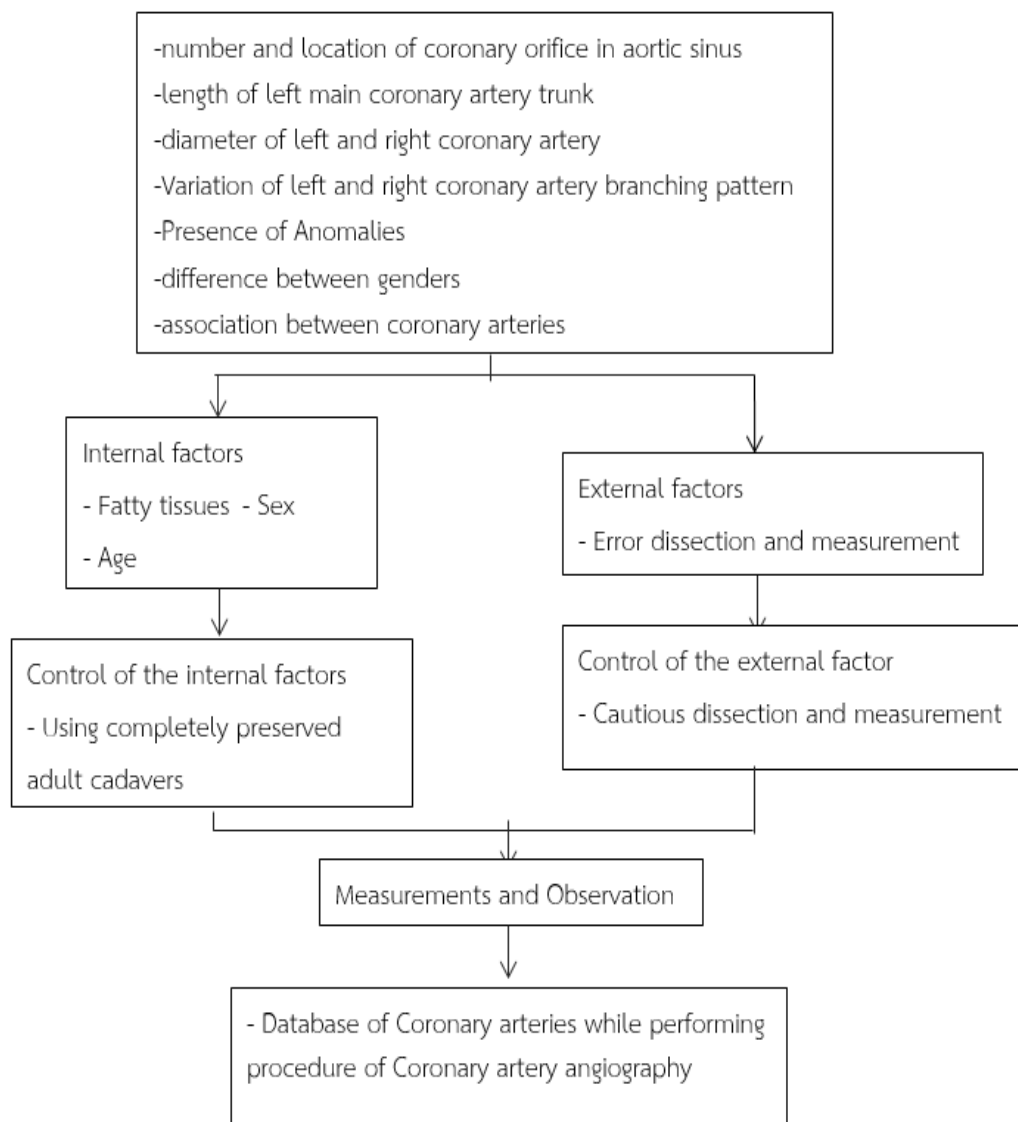 -number and location of coronary orifice in aortic sinus
-length of left main coronary artery trunk
-diameter of left and right coronary artery
-Variation of left and right coronary artery branching pattern
-Presence of Anomalies
-difference between genders
-association between coronary arteries
Internal factors
- Fatty tissues - Sex
- Age
External factors
- Error dissection and measurement
Control of the internal factors
- Using completely preserved
adult cadavers
Control of the external factor
- Cautious dissection and measurement
Measurements and Observation
- Database of Coronary arteries while performing
procedure of Coronary artery angiography